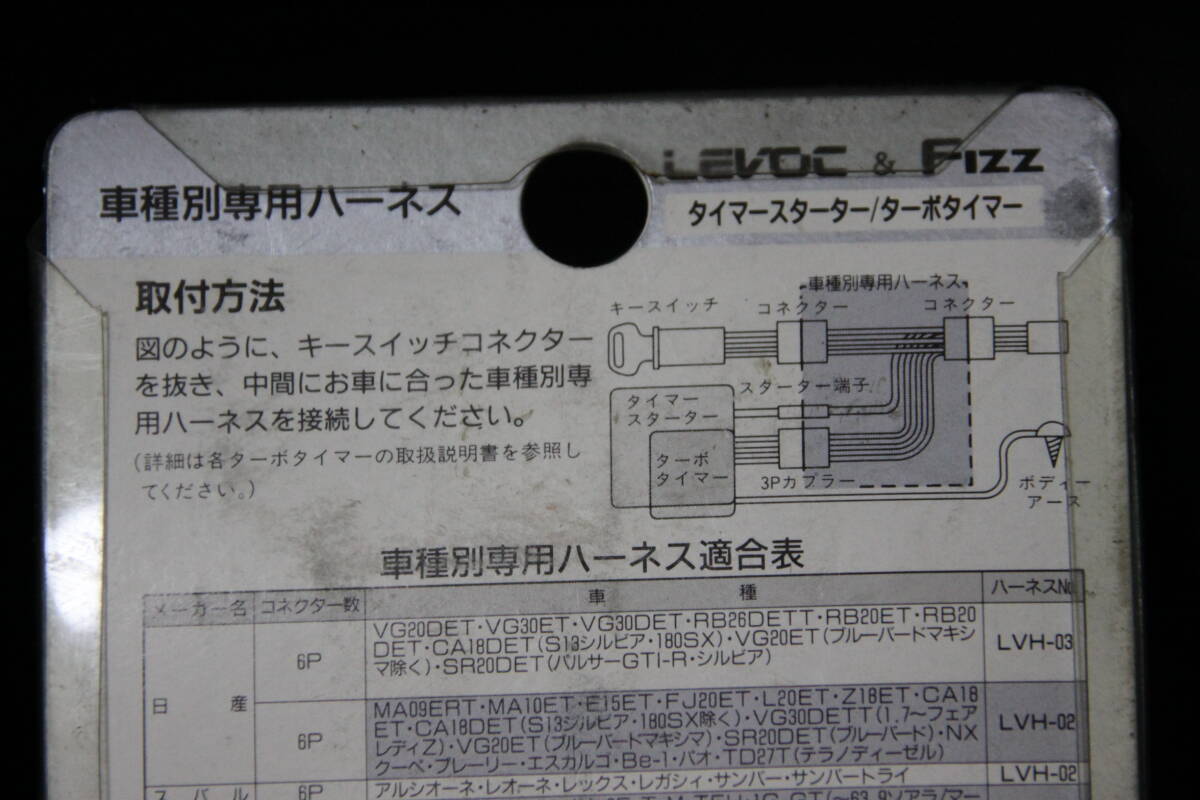 車種別専用ハーネス
LEVOC & FIZZ
タイマースターター/ターボタイマー
取付方法
図のように、キースイッチコネクター
を抜き、中間にお車に合った車種別専
用ハーネスを接続してください。
(詳細は各ターボタイマーの取扱説明書を参照し
てください。)
車種別専用ハーネス
キースイッチ
コネクター
コネクター
スターター端子
タイマー
スターター
ターボ
タイマー
3Pカプラー
ボディー
アース
車種別専用ハーネス適合表
メーカー名 コネクター数 車種 ハーネスNo.
日産
6P
VG20DET・VG30ET・VG30DET・RB26DETT・RB20ET・RB20
DET・CA18DET(S13シルビア・180SX)・VG20ET(ブルーバードマキシ
マ除く)・SR20DET(パルサーGTI-R・シルビア)
LVH-03
6P
MA09ERT・MA10ET・E15ET・FJ20ET・L20ET・Z18ET・CA18
ET・CA18DET(S13シルビア・180SX除く)・VG30DETT(1.7〜フェア
レディZ)・VG20ET(ブルーバードマキシマ)・SR20DET(ブルーバード)・NX
クーペ・プレーリー・エスカルゴ・Be-1・パオ・TD27T(テラノディーゼル)
LVH-02
スバル 6P アルシオーネ・レオーネ・レックス・レガシィ・サンバー・サンバートライ LVH-02